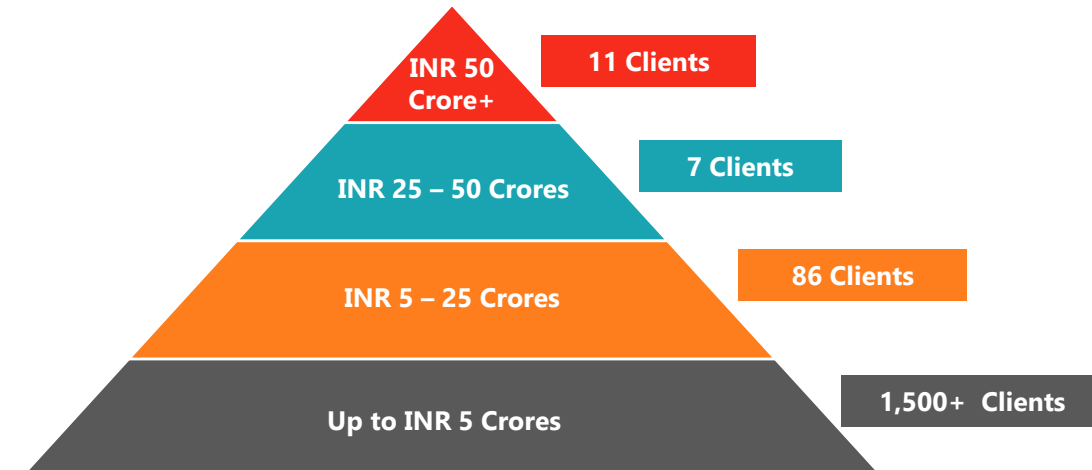 INR 50
Crore+
11 Clients
INR 25 – 50 Crores
7 Clients
INR 5 – 25 Crores
86 Clients
Up to INR 5 Crores
1,500+  Clients